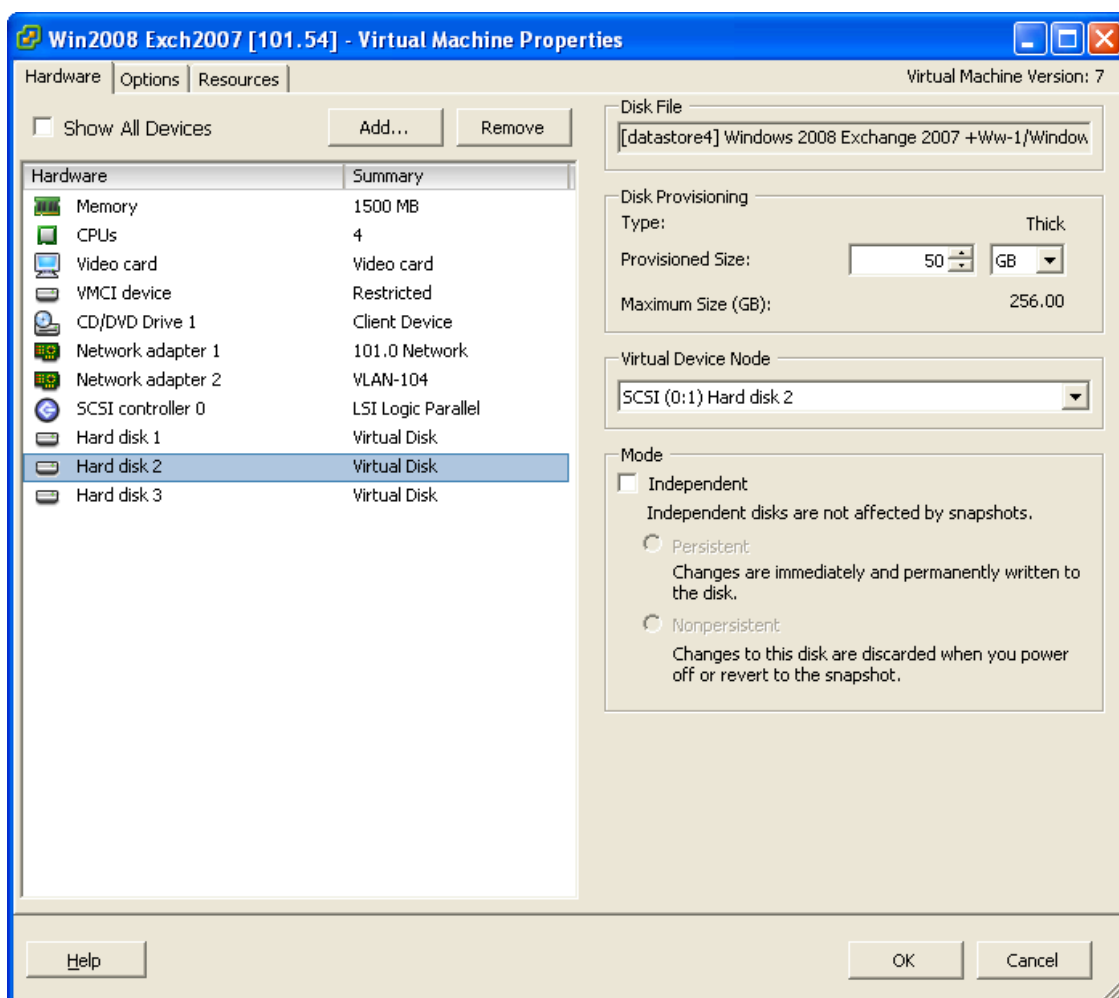 Win2008 Exch2007 [101.54] - Virtual Machine Properties
Hardware Options Resources
Virtual Machine Version: 7
Show All Devices
Add... Remove
Hardware Summary
Memory 1500 MB
CPUs 4
Video card Video card
VMCI device Restricted
CD/DVD Drive 1 Client Device
Network adapter 1 101.0 Network
Network adapter 2 VLAN-104
SCSI controller 0 LSI Logic Parallel
Hard disk 1 Virtual Disk
Hard disk 2 Virtual Disk
Hard disk 3 Virtual Disk
Disk File
[datastore4] Windows 2008 Exchange 2007 +Ww-1/Window
Disk Provisioning
Type: Thick
Provisioned Size: 50 GB
Maximum Size (GB): 256.00
Virtual Device Node
SCSI (0:1) Hard disk 2
Mode
Independent
Independent disks are not affected by snapshots.
Persistent
Changes are immediately and permanently written to
the disk.
Nonpersistent
Changes to this disk are discarded when you power
off or revert to the snapshot.
Help OK Cancel